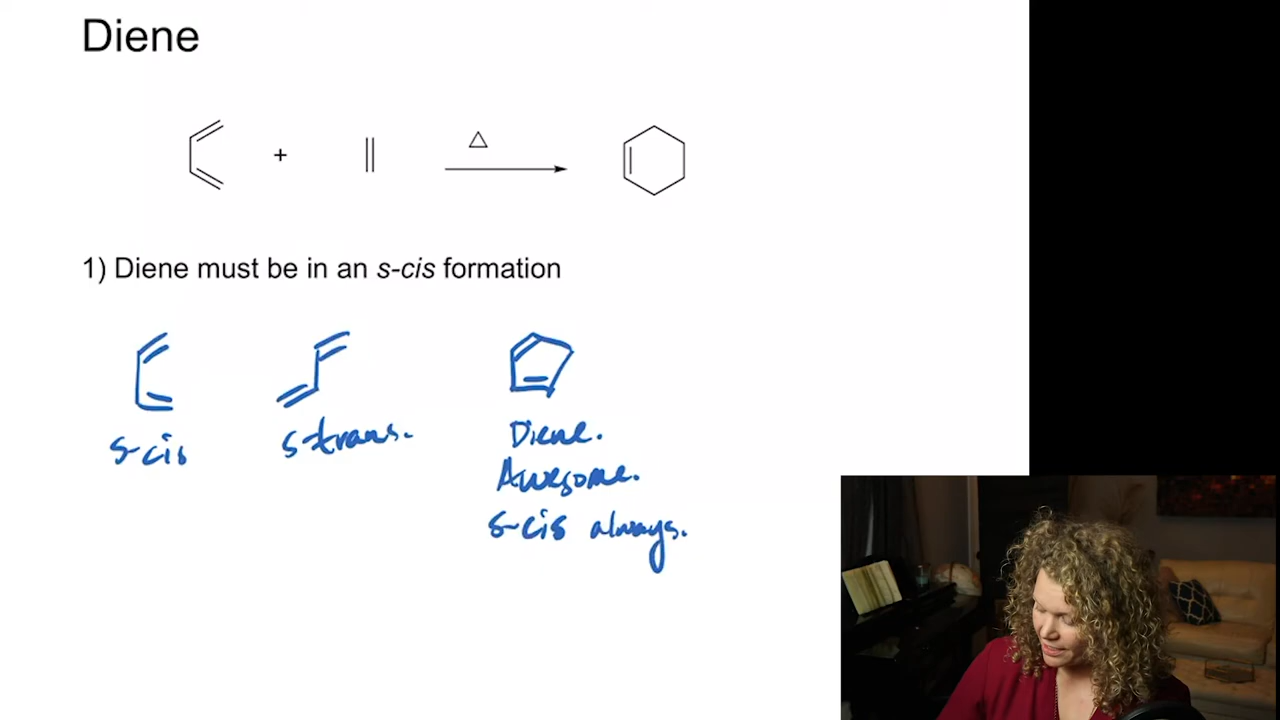 Diene
+
△
1) Diene must be in an s-cis formation
s-cis
s-trans.
Diene.
Awesome.
s-cis always.